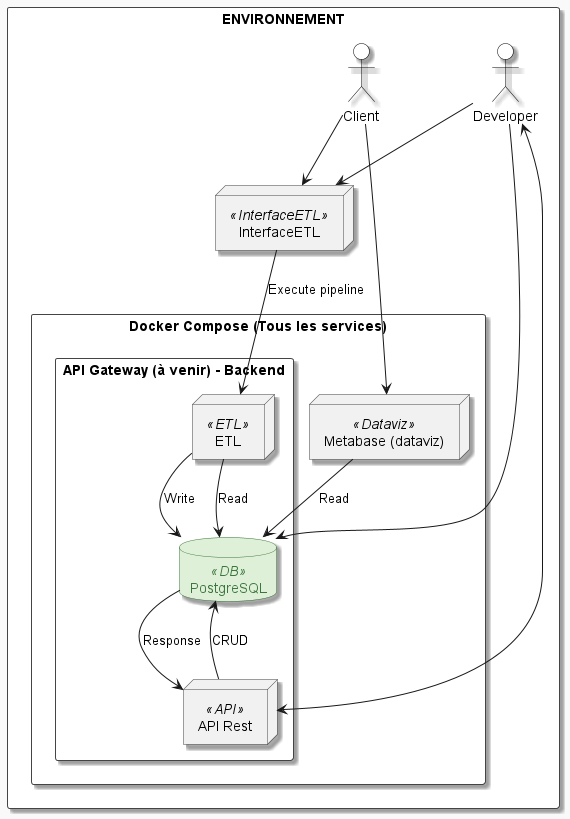 ENVIRONNEMENT
Client
Developer
«InterfaceETL»
InterfaceETL
Execute pipeline
Docker Compose (Tous les services)
API Gateway (à venir) - Backend
«ETL»
ETL
«Dataviz»
Metabase (dataviz)
Write
Read
Read
«DB»
PostgreSQL
Response
CRUD
«API»
API Rest